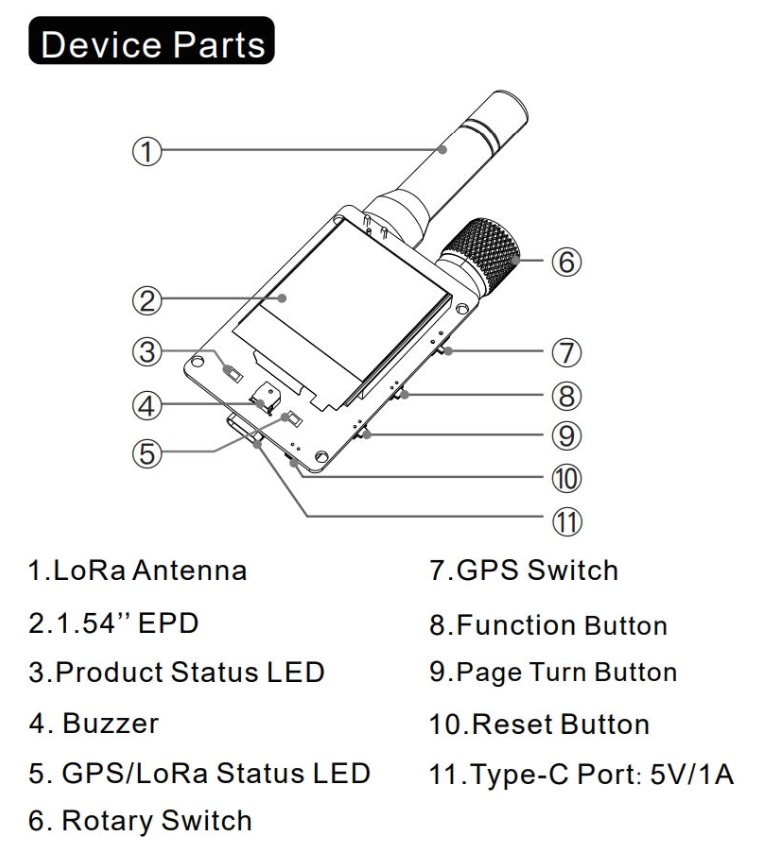 Device Parts
①
②
③
④
⑤
⑥
⑦
⑧
⑨
⑩
⑪
1.LoRa Antenna
2.1.54’’ EPD
3.Product Status LED
4. Buzzer
5. GPS/LoRa Status LED
6. Rotary Switch
7.GPS Switch
8.Function Button
9.Page Turn Button
10.Reset Button
11.Type-C Port: 5V/1A